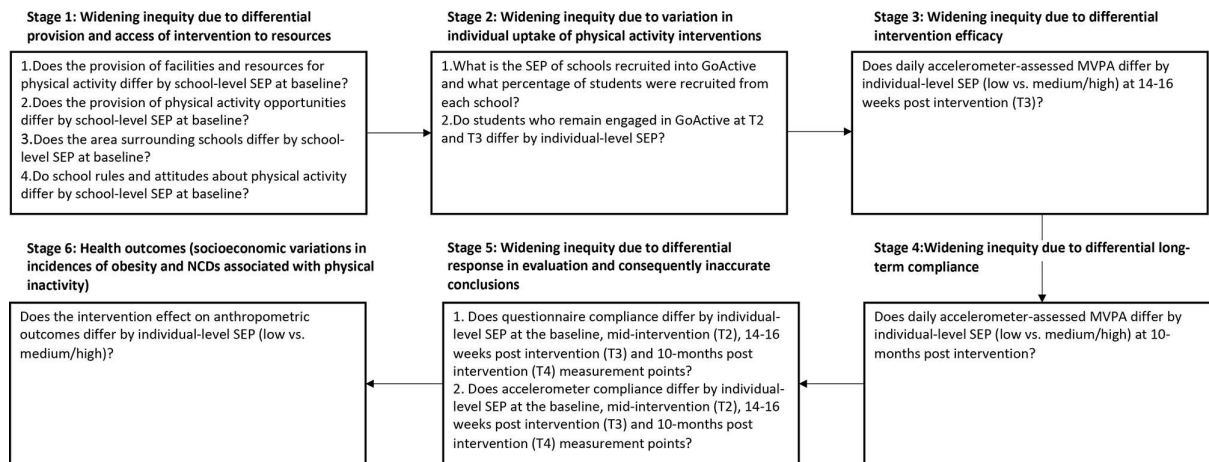 Stage 1: Widening inequity due to differential
provision and access of intervention to resources
1.Does the provision of facilities and resources for
physical activity differ by school-level SEP at baseline?
2.Does the provision of physical activity opportunities
differ by school-level SEP at baseline?
3.Does the area surrounding schools differ by school-
level SEP at baseline?
4.Do school rules and attitudes about physical activity
differ by school-level SEP at baseline?
Stage 2: Widening inequity due to variation in
individual uptake of physical activity interventions
1.What is the SEP of schools recruited into GoActive
and what percentage of students were recruited from
each school?
2.Do students who remain engaged in GoActive at T2
and T3 differ by individual-level SEP?
Stage 3: Widening inequity due to differential
intervention efficacy
Does daily accelerometer-assessed MVPA differ by
individual-level SEP (low vs. medium/high) at 14-16
weeks post intervention (T3)?
Stage 4:Widening inequity due to differential long-
term compliance
Does daily accelerometer-assessed MVPA differ by
individual-level SEP (low vs. medium/high) at 10-
months post intervention?
Stage 5: Widening inequity due to differential
response in evaluation and consequently inaccurate
conclusions
1. Does questionnaire compliance differ by individual-
level SEP at the baseline, mid-intervention (T2), 14-16
weeks post intervention (T3) and 10-months post
intervention (T4) measurement points?
2. Does accelerometer compliance differ by individual-
level SEP at the baseline, mid-intervention (T2), 14-16
weeks post intervention (T3) and 10-months post
intervention (T4) measurement points?
Stage 6: Health outcomes (socioeconomic variations in
incidences of obesity and NCDs associated with physical
inactivity)
Does the intervention effect on anthropometric
outcomes differ by individual-level SEP (low vs.
medium/high)?